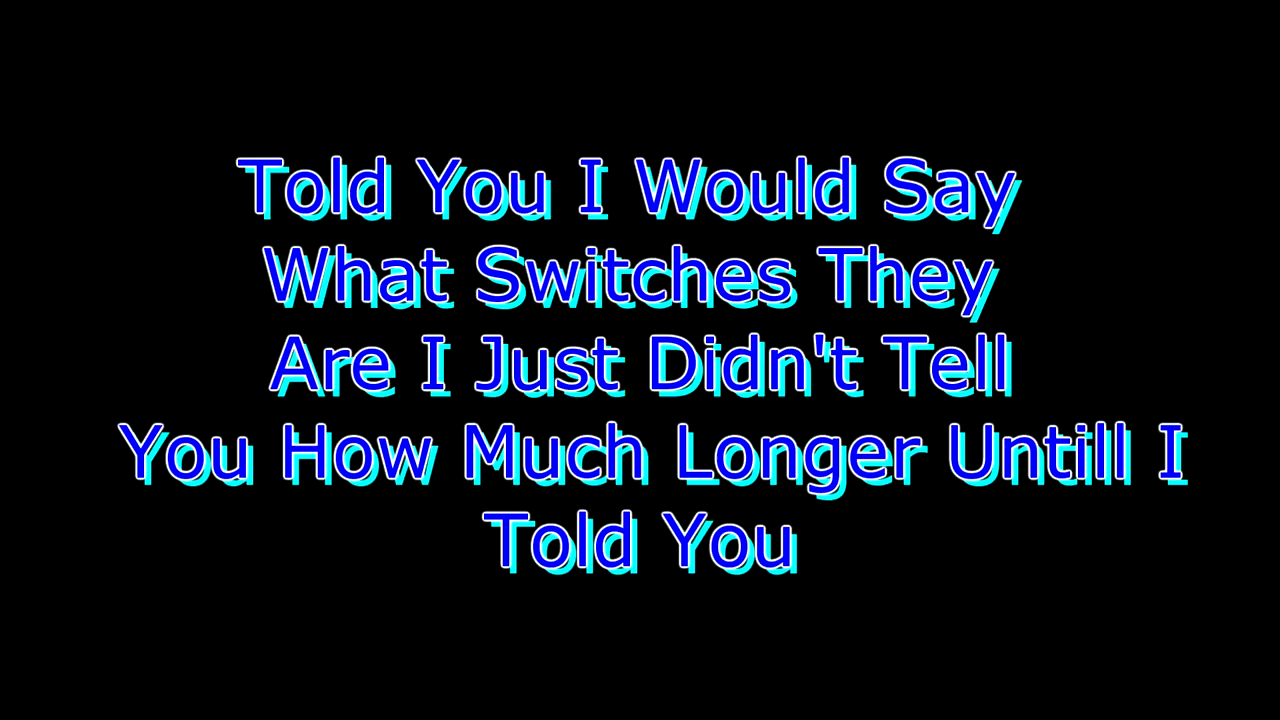 Told You I Would Say
What Switches They
Are I Just Didn't Tell
You How Much Longer Untill I
Told You